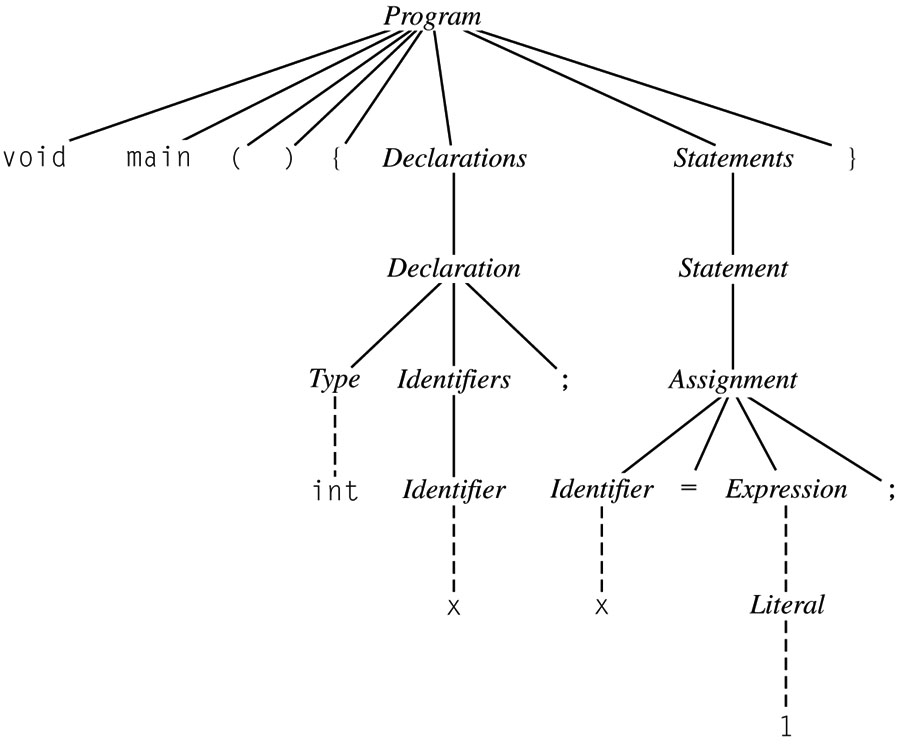 Program
void main ( ) { Declarations Statements }
Declaration Statement
Type Identifiers ; Assignment
int Identifier Identifier = Expression ;
x x Literal
1